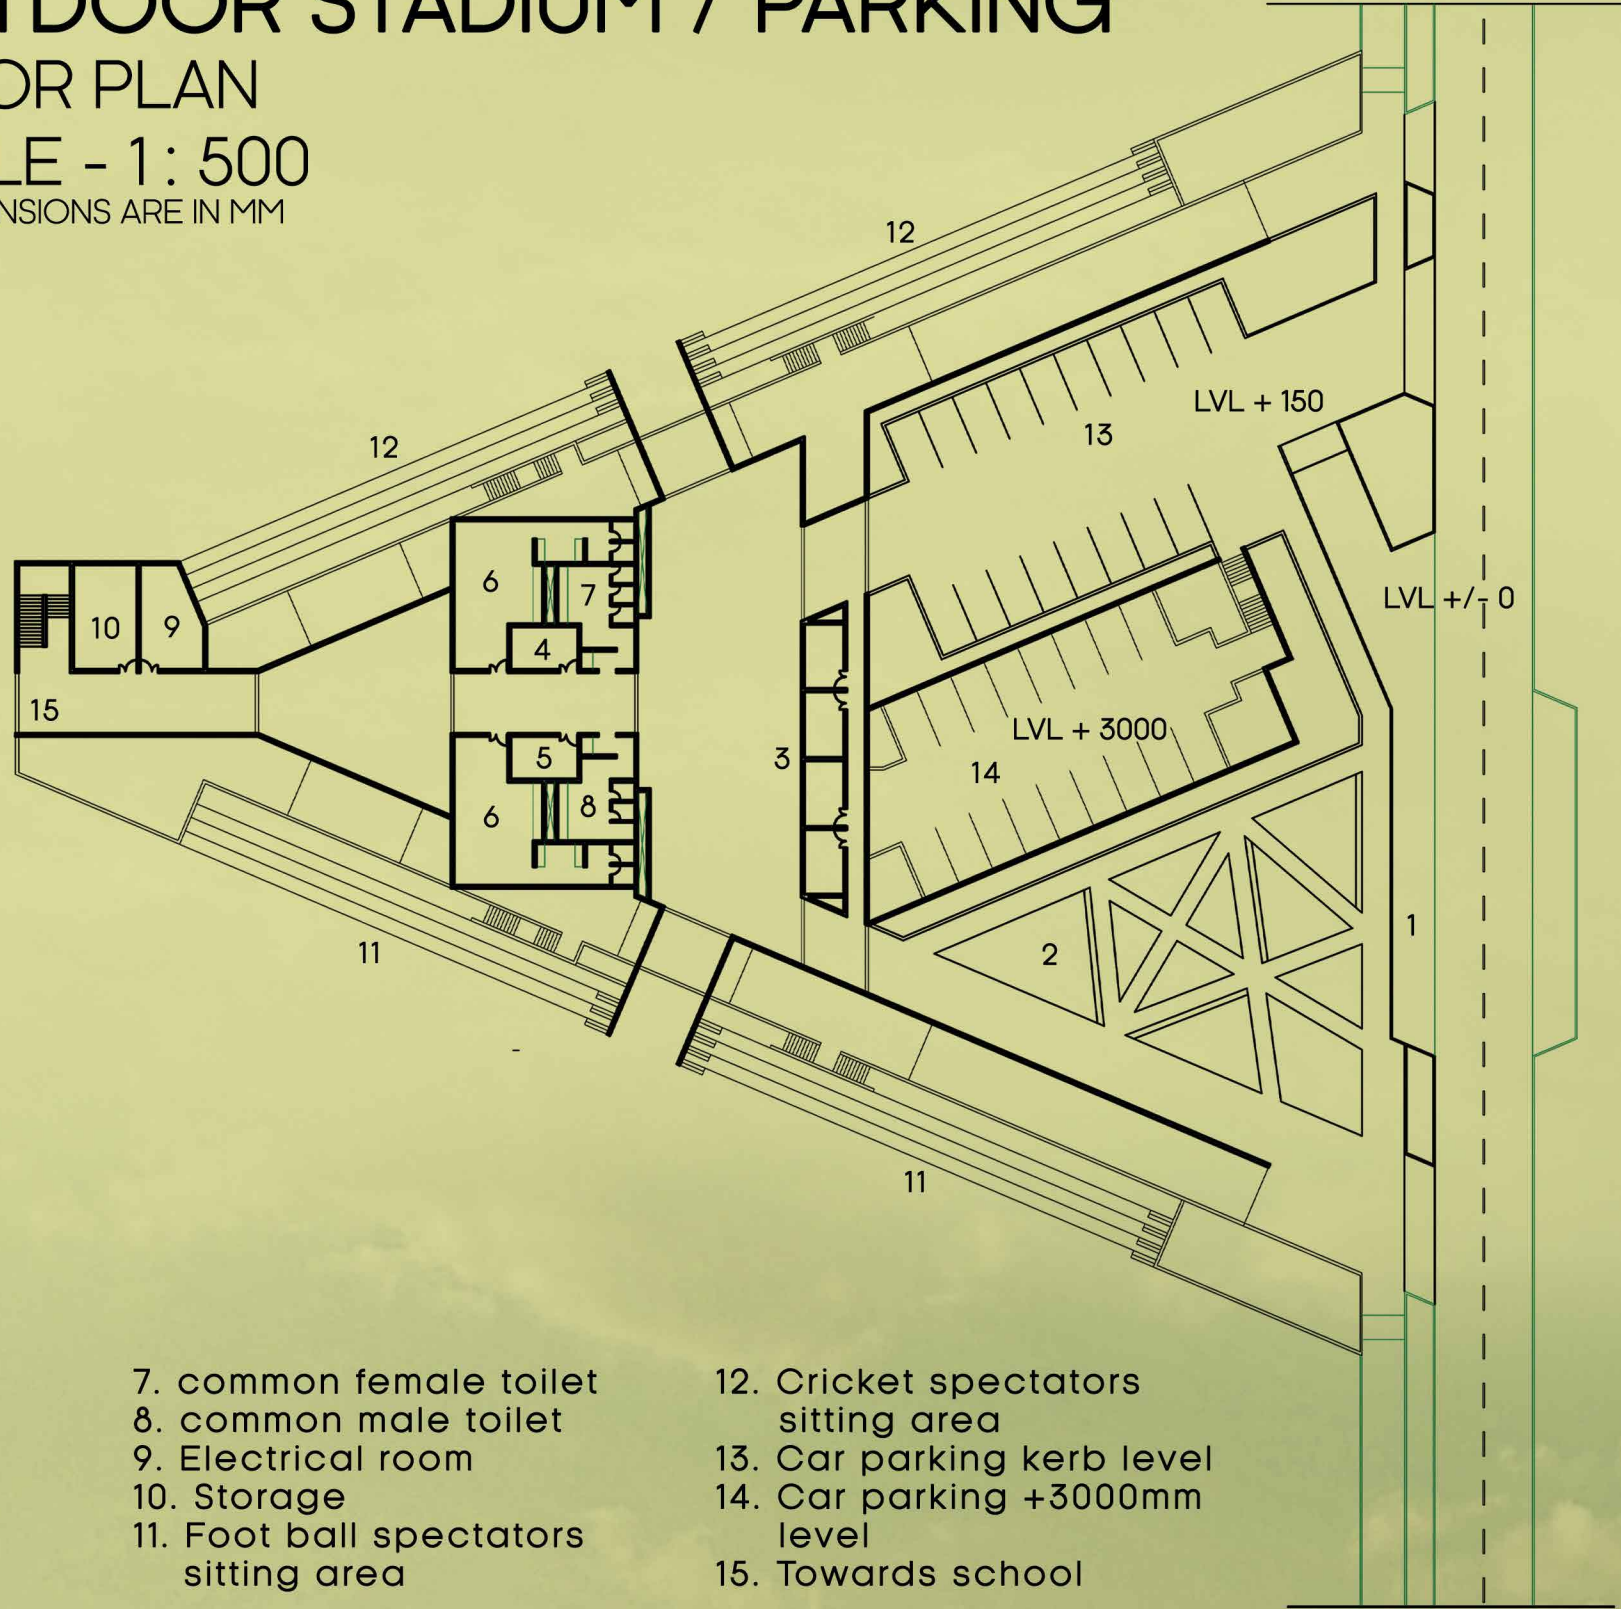 TDOOR STADIUM / PARKING
OR PLAN
LE - 1 : 500
NSIONS ARE IN MM
12
12
LVL + 150
13
LVL +/- 0
6
7
10
9
4
15
LVL + 3000
3
5
14
6
8
1
2
11
11
7. common female toilet
8. common male toilet
9. Electrical room
10. Storage
11. Foot ball spectators
sitting area
12. Cricket spectators
sitting area
13. Car parking kerb level
14. Car parking +3000mm
level
15. Towards school